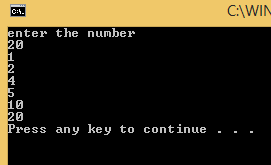 C:\WIN
enter the number
20
1
2
4
5
10
20
Press any key to continue . . .